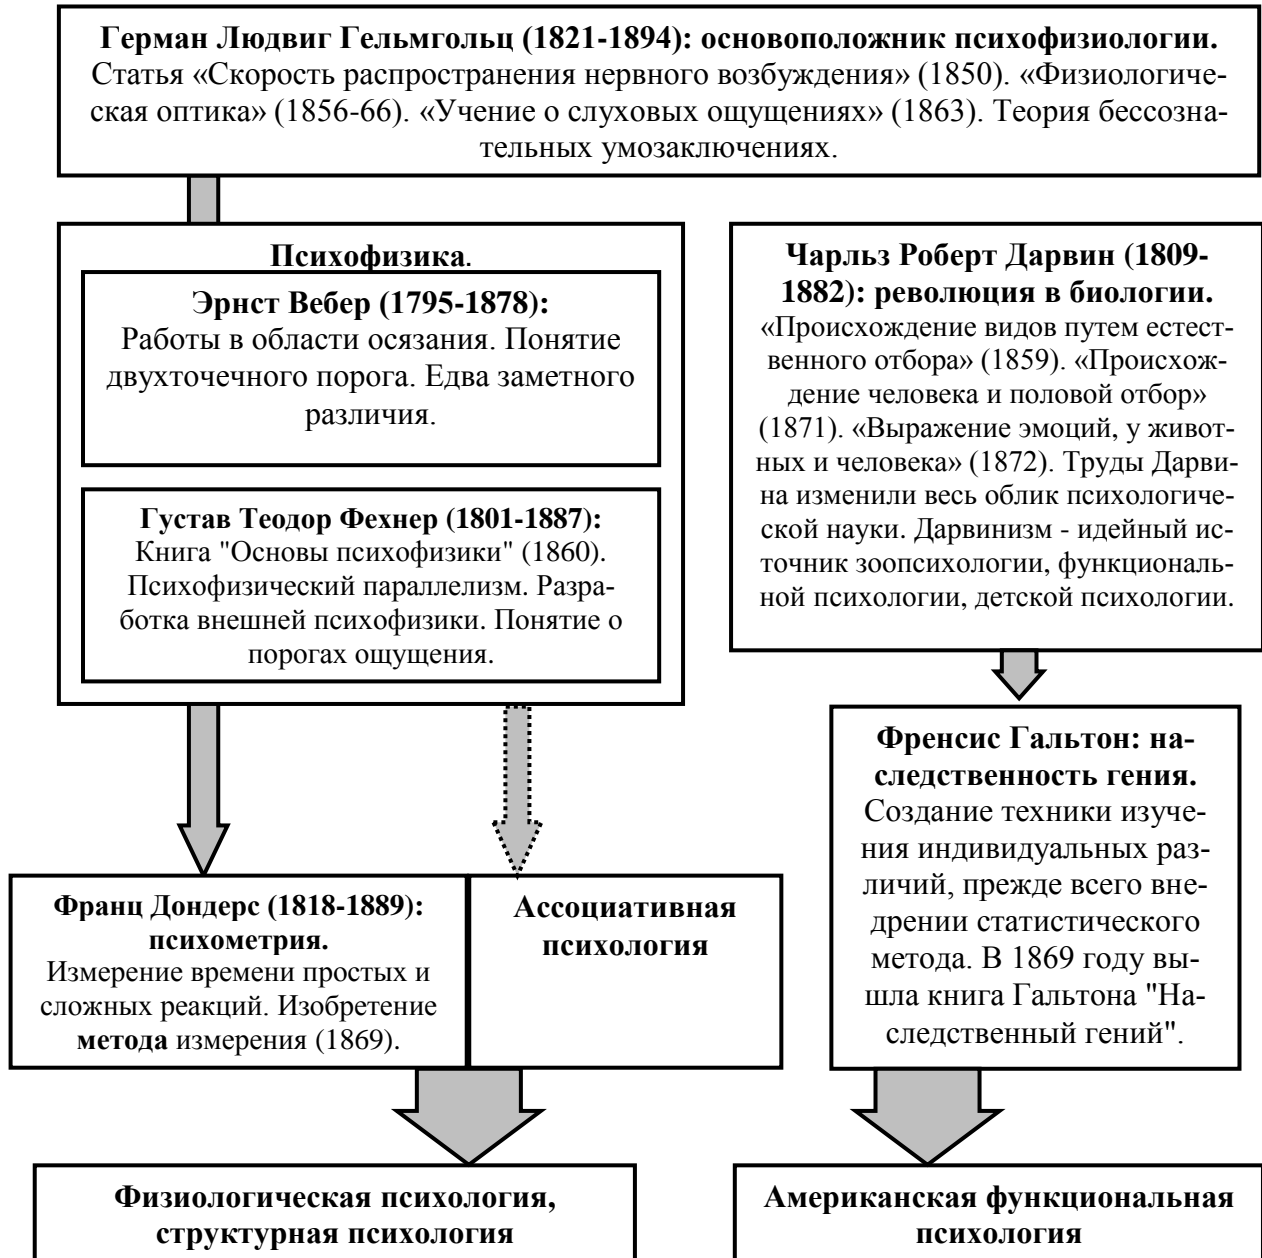 Герман Людвиг Гельмгольц (1821-1894): основоположник психофизиологии.
Статья «Скорость распространения нервного возбуждения» (1850). «Физиологиче-
ская оптика» (1856-66). «Учение о слуховых ощущениях» (1863). Теория бессозна-
тельных умозаключениях.
Психофизика.
Эрнст Вебер (1795-1878):
Работы в области осязания. Понятие
двухточечного порога. Едва заметного
различия.
Густав Теодор Фехнер (1801-1887):
Книга "Основы психофизики" (1860).
Психофизический параллелизм. Разра-
ботка внешней психофизики. Понятие о
порогах ощущения.
Чарльз Роберт Дарвин (1809-
1882): революция в биологии.
«Происхождение видов путем естест-
венного отбора» (1859). «Происхож-
дение человека и половой отбор»
(1871). «Выражение эмоций, у живот-
ных и человека» (1872). Труды Дарви-
на изменили весь облик психологиче-
ской науки. Дарвинизм - идейный ис-
точник зоопсихологии, функциональ-
ной психологии, детской психологии.
Френсис Гальтон: на-
следственность гения.
Создание техники изуче-
ния индивидуальных раз-
личий, прежде всего вне-
дрении статистического
метода. В 1869 году вы-
шла книга Гальтона "На-
следственный гений".
Франц Дондерс (1818-1889):
психометрия.
Измерение времени простых и
сложных реакций. Изобретение
метода измерения (1869).
Ассоциативная
психология
Физиологическая психология,
структурная психология
Американская функциональная
психология